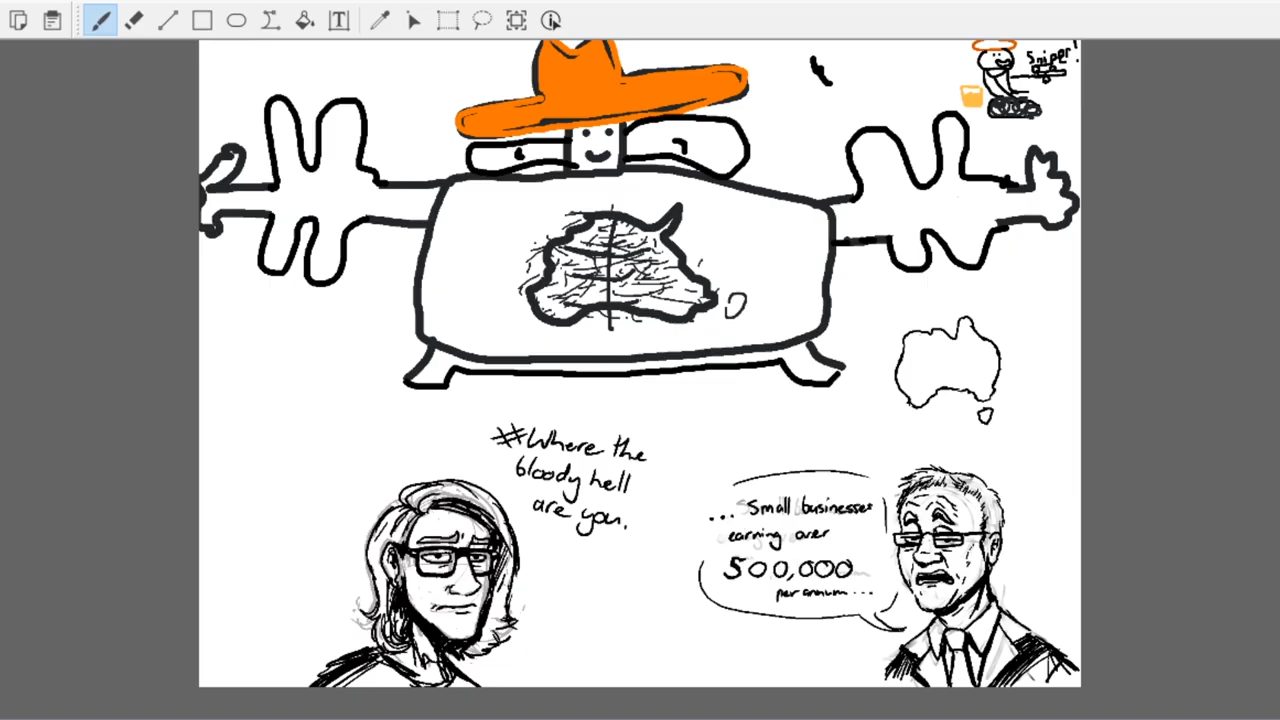 Sniper!
#Where the
bloody hell
are you.
... Small businesses
earning over
500,000
per annum...